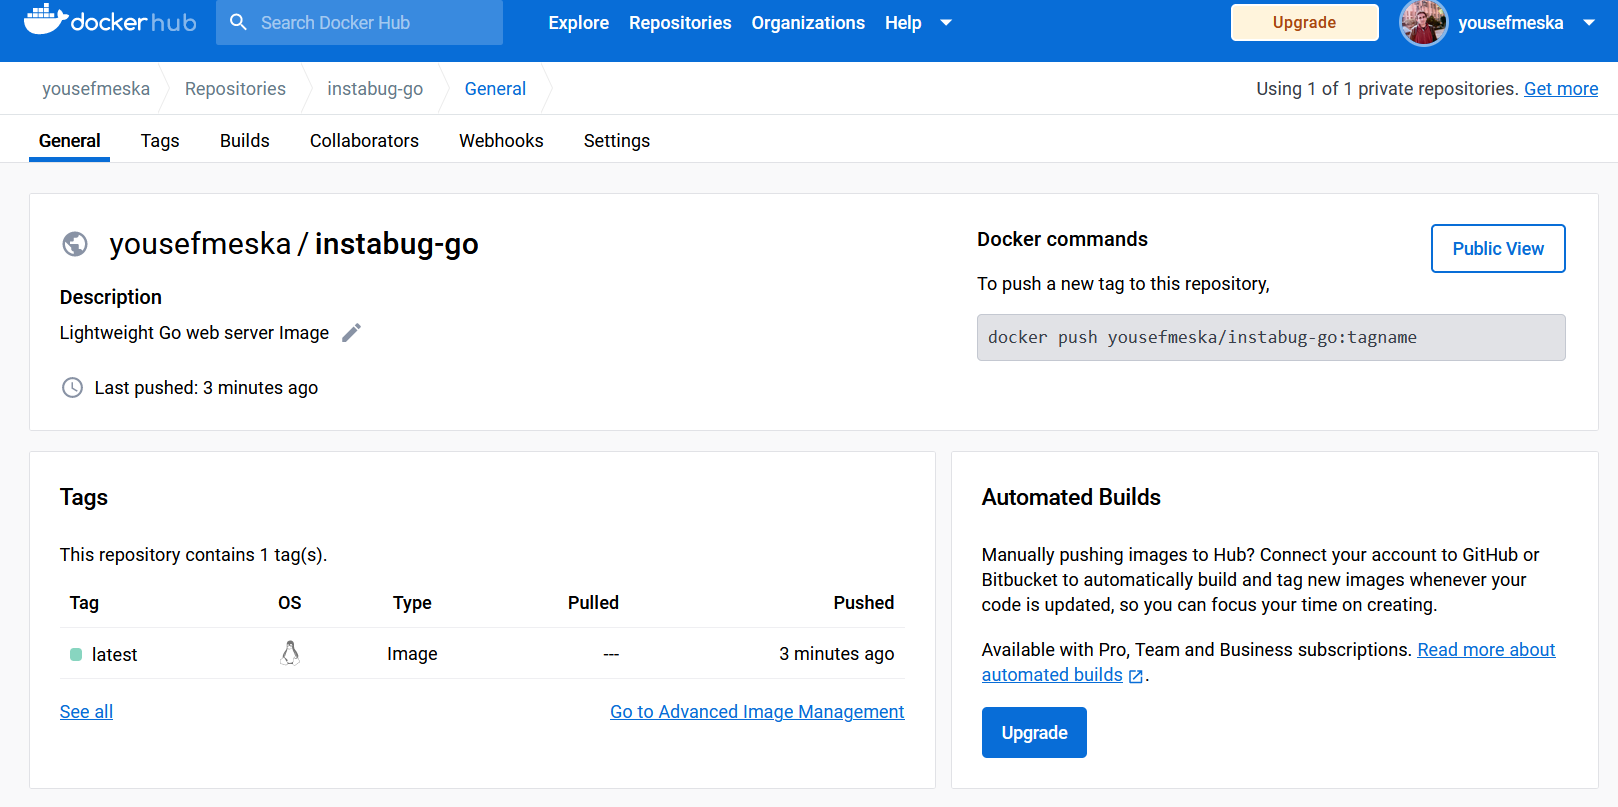 dockerhub
Search Docker Hub
Explore
Repositories
Organizations
Help
Upgrade
yousefmeska
yousefmeska
Repositories
instabug-go
General
Using 1 of 1 private repositories. Get more
General
Tags
Builds
Collaborators
Webhooks
Settings
yousefmeska / instabug-go
Description
Lightweight Go web server Image
Last pushed: 3 minutes ago
Docker commands
Public View
To push a new tag to this repository,
docker push yousefmeska/instabug-go:tagname
Tags
This repository contains 1 tag(s).
Tag OS Type Pulled Pushed
latest Image --- 3 minutes ago
See all
Go to Advanced Image Management
Automated Builds
Manually pushing images to Hub? Connect your account to GitHub or
Bitbucket to automatically build and tag new images whenever your
code is updated, so you can focus your time on creating.
Available with Pro, Team and Business subscriptions. Read more about
automated builds .
Upgrade